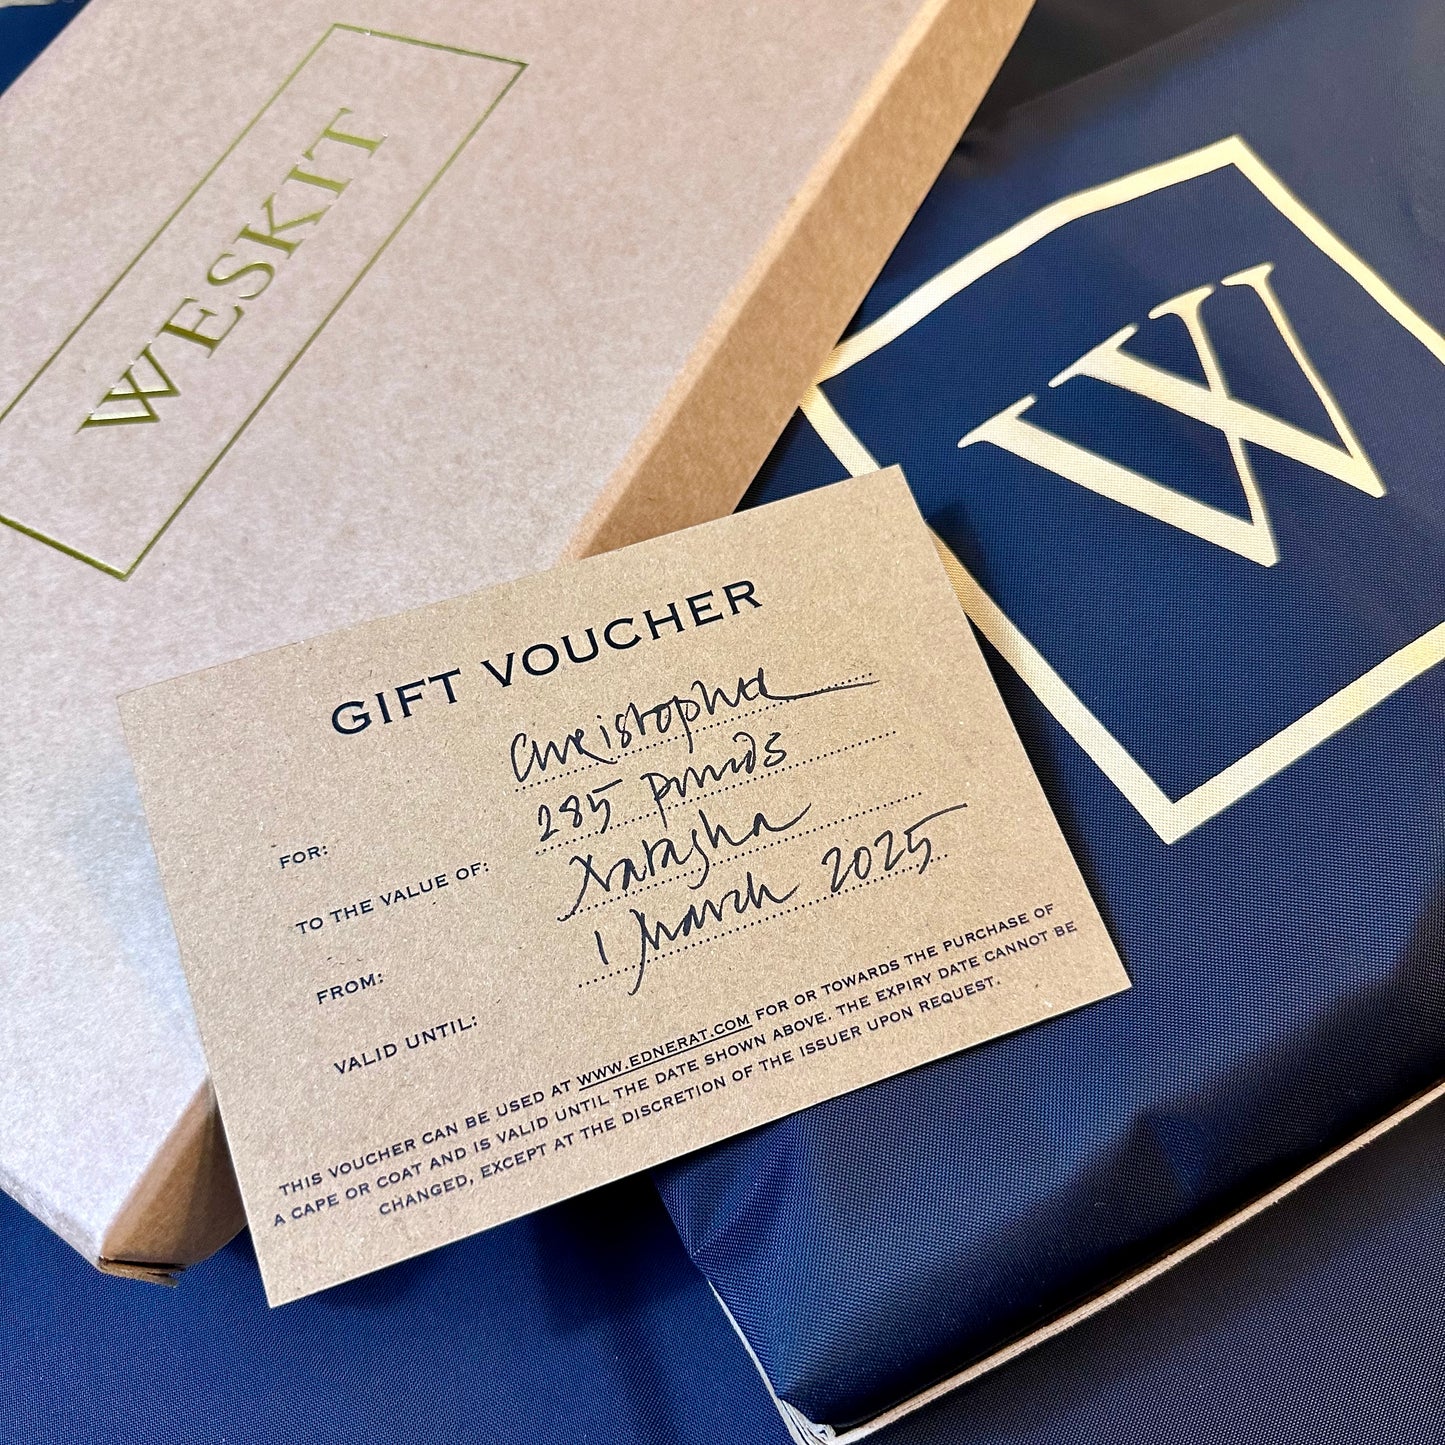 WESKIT
W
GIFT VOUCHER
FOR: Christopher
TO THE VALUE OF: 285 pounds
FROM: Natasha
VALID UNTIL: 1 March 2025
THIS VOUCHER CAN BE USED AT WWW.EDNERAT.COM FOR OR TOWARDS THE PURCHASE OF
A CAPE OR COAT AND IS VALID UNTIL THE DATE SHOWN ABOVE. THE EXPIRY DATE CANNOT BE
CHANGED, EXCEPT AT THE DISCRETION OF THE ISSUER UPON REQUEST.